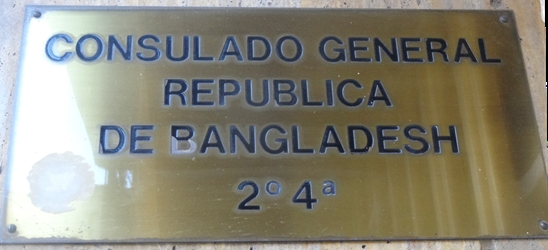 CONSULADO GENERAL
REPUBLICA
DE BANGLADESH
2º 4ª